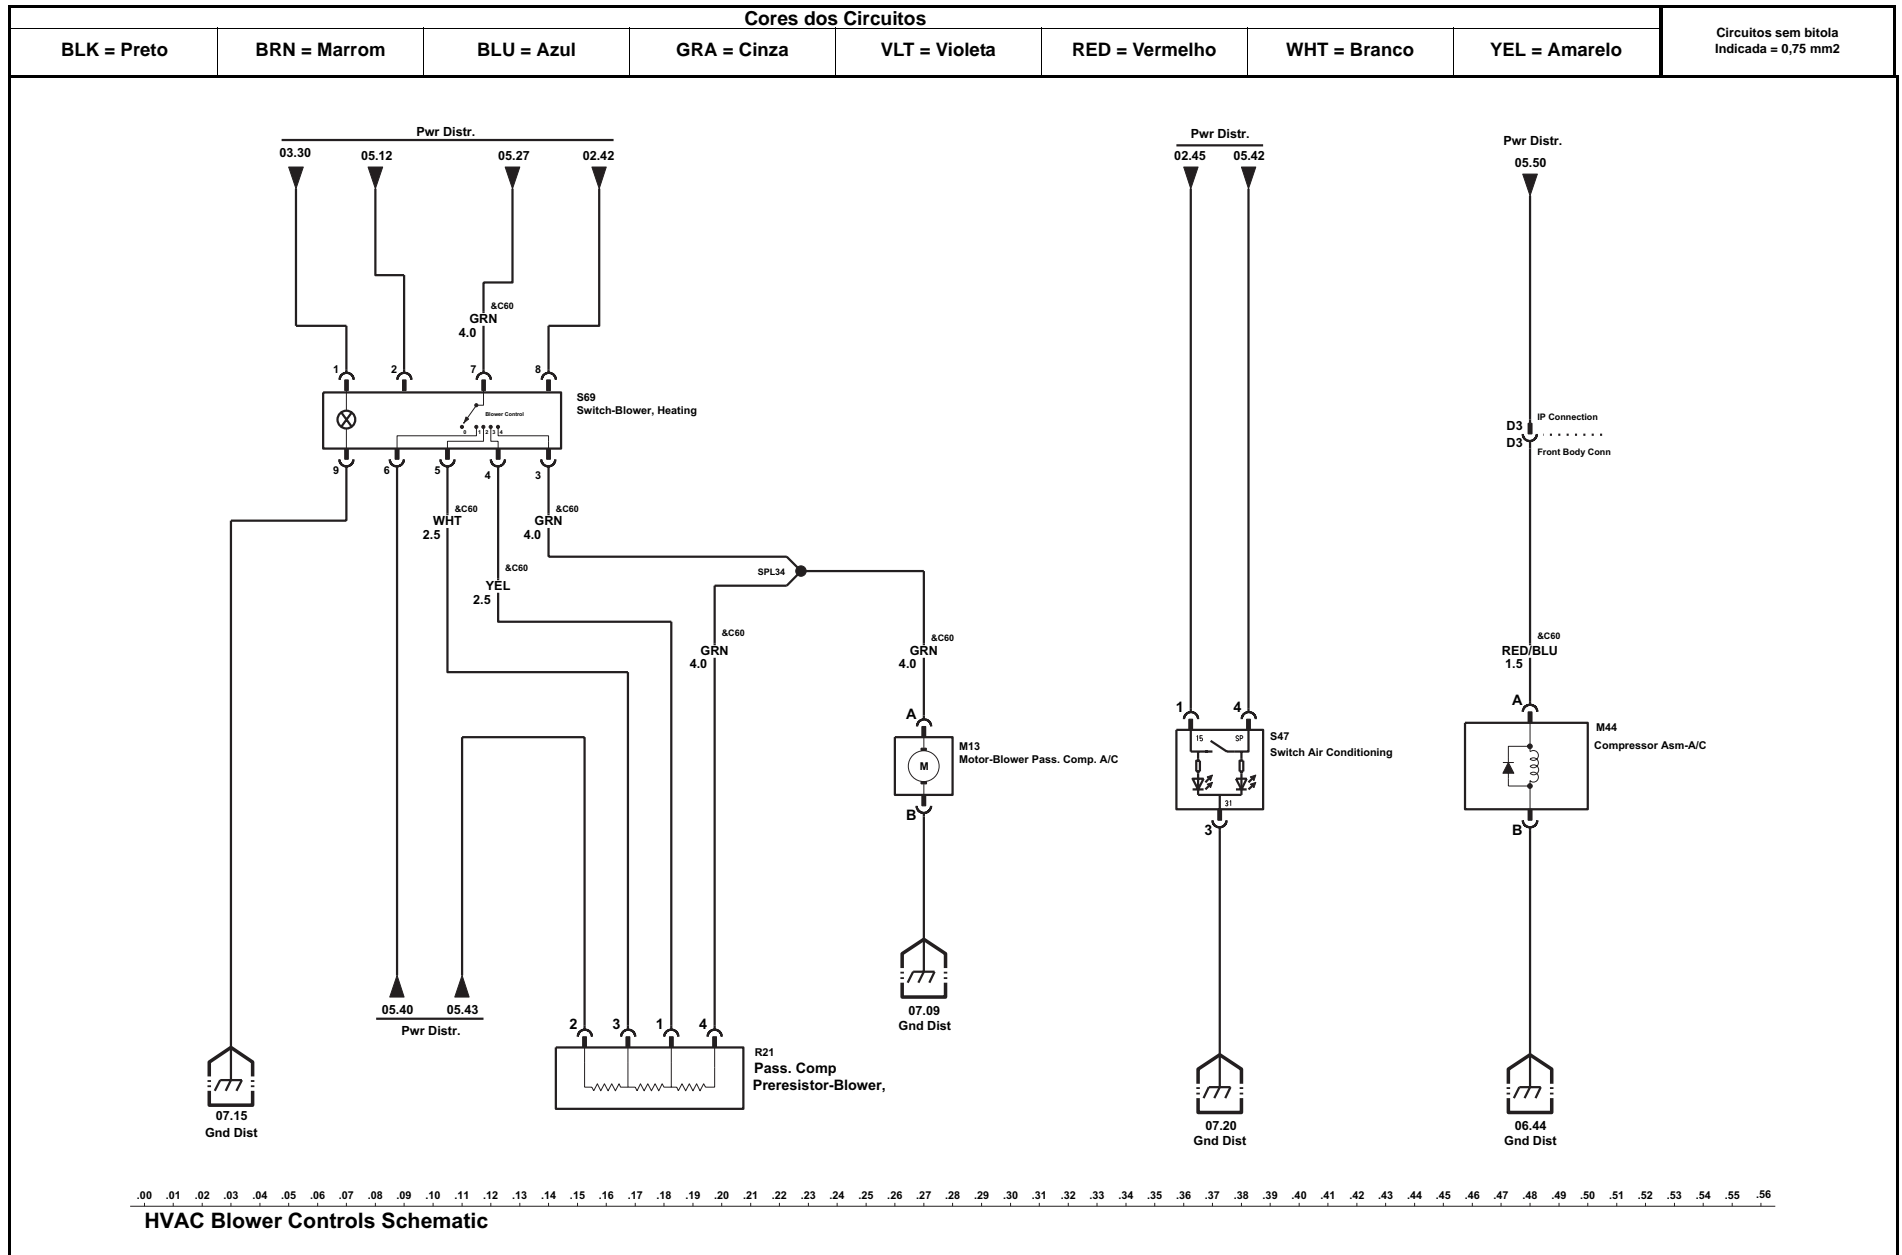 Cores dos Circuitos
BLK = Preto
BRN = Marrom
BLU = Azul
GRA = Cinza
VLT = Violeta
RED = Vermelho
WHT = Branco
YEL = Amarelo
Circuitos sem bitola
Indicada = 0,75 mm2
Pwr Distr.
03.30
05.12
05.27
02.42
Pwr Distr.
02.45
05.42
Pwr Distr.
05.50
&C60
GRN
4.0
1
2
7
8
S69
Switch-Blower, Heating
Blower Control
0
1
2
3
4
9
6
5
4
3
&C60
WHT
2.5
&C60
GRN
4.0
&C60
YEL
2.5
SPL34
&C60
GRN
4.0
&C60
GRN
4.0
D3
IP Connection
D3
Front Body Conn
&C60
RED/BLU
1.5
A
M13
Motor-Blower Pass. Comp. A/C
M
B
1
4
S47
Switch Air Conditioning
15
SP
31
3
A
M44
Compressor Asm-A/C
B
05.40
05.43
Pwr Distr.
07.09
Gnd Dist
2
3
1
4
R21
Pass. Comp
Preresistor-Blower,
07.15
Gnd Dist
07.20
Gnd Dist
06.44
Gnd Dist
.00 .01 .02 .03 .04 .05 .06 .07 .08 .09 .10 .11 .12 .13 .14 .15 .16 .17 .18 .19 .20 .21 .22 .23 .24 .25 .26 .27 .28 .29 .30 .31 .32 .33 .34 .35 .36 .37 .38 .39 .40 .41 .42 .43 .44 .45 .46 .47 .48 .49 .50 .51 .52 .53 .54 .55 .56
HVAC Blower Controls Schematic